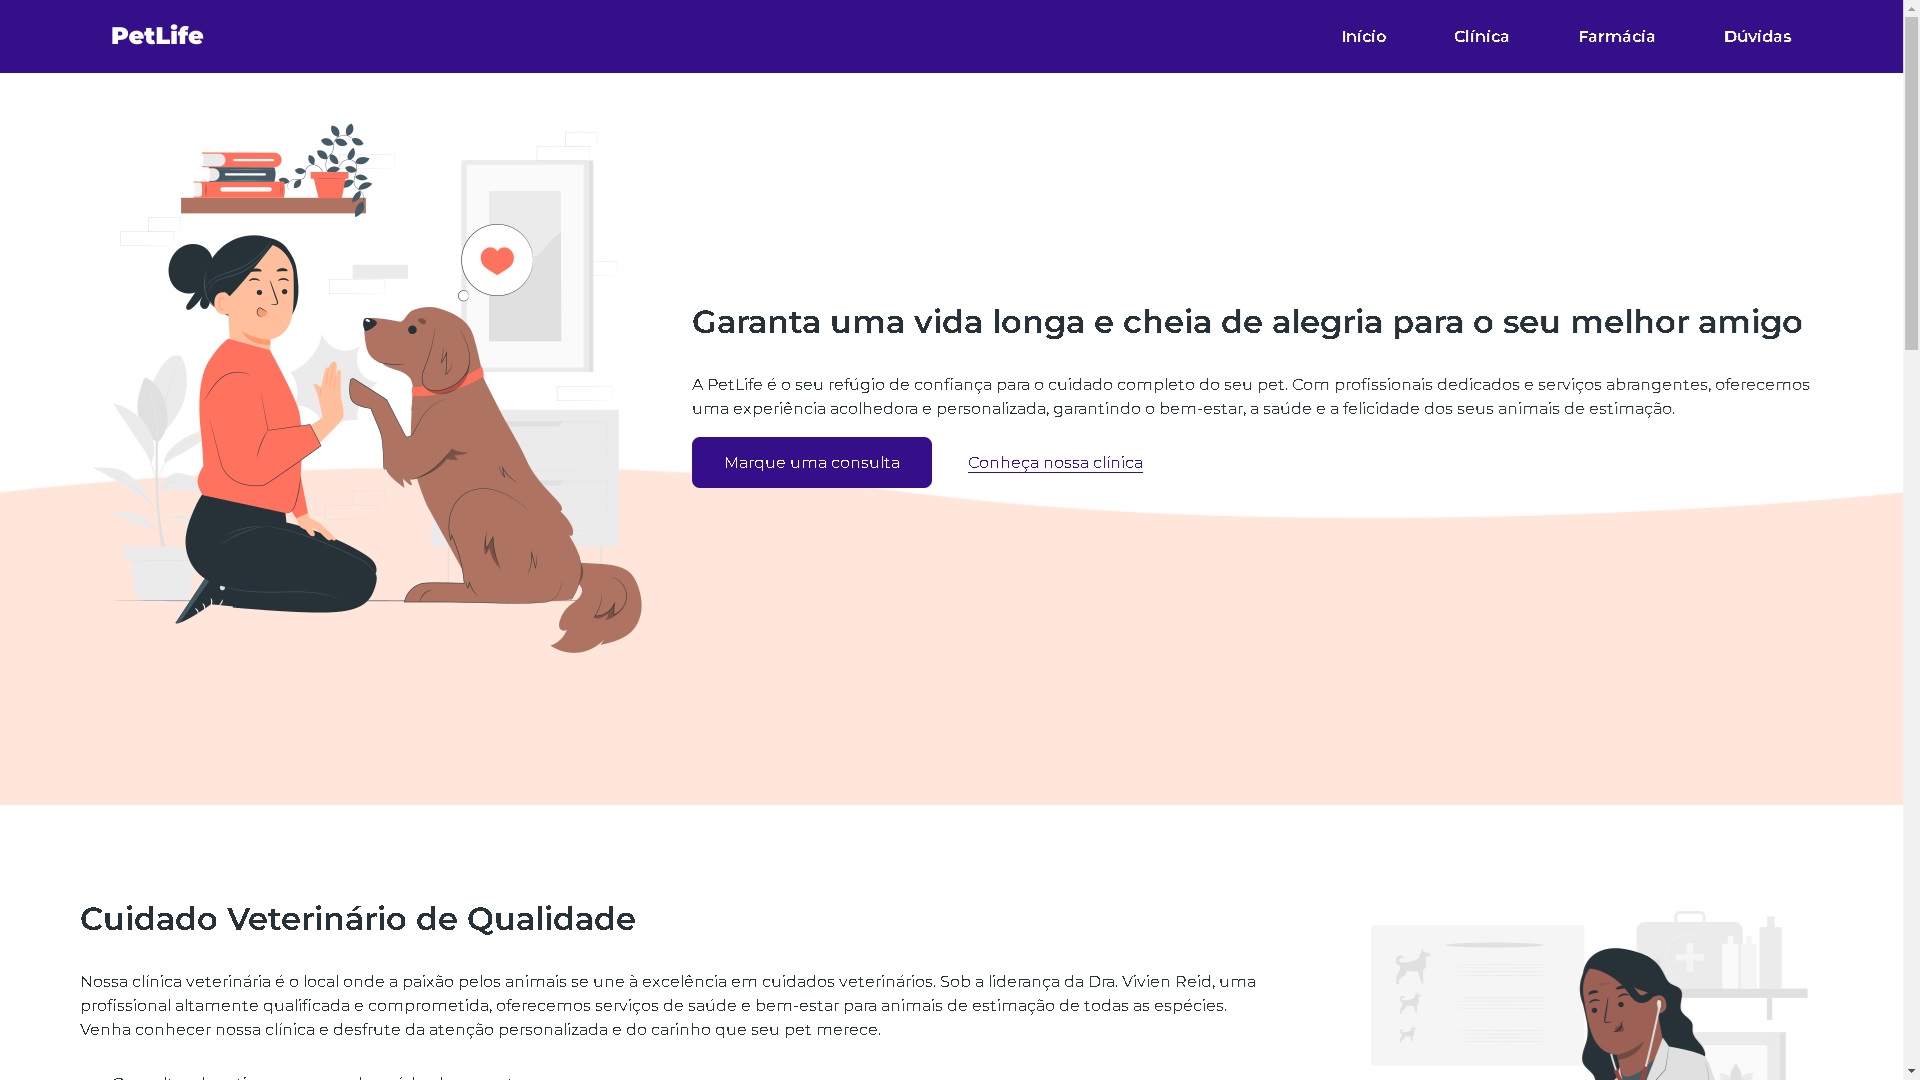 PetLife
Início
Clínica
Farmácia
Dúvidas
Garanta uma vida longa e cheia de alegria para o seu melhor amigo
A PetLife é o seu refúgio de confiança para o cuidado completo do seu pet. Com profissionais dedicados e serviços abrangentes, oferecemos
uma experiência acolhedora e personalizada, garantindo o bem-estar, a saúde e a felicidade dos seus animais de estimação.
Marque uma consulta
Conheça nossa clínica
Cuidado Veterinário de Qualidade
Nossa clínica veterinária é o local onde a paixão pelos animais se une à excelência em cuidados veterinários. Sob a liderança da Dra. Vivien Reid, uma
profissional altamente qualificada e comprometida, oferecemos serviços de saúde e bem-estar para animais de estimação de todas as espécies.
Venha conhecer nossa clínica e desfrute da atenção personalizada e do carinho que seu pet merece.